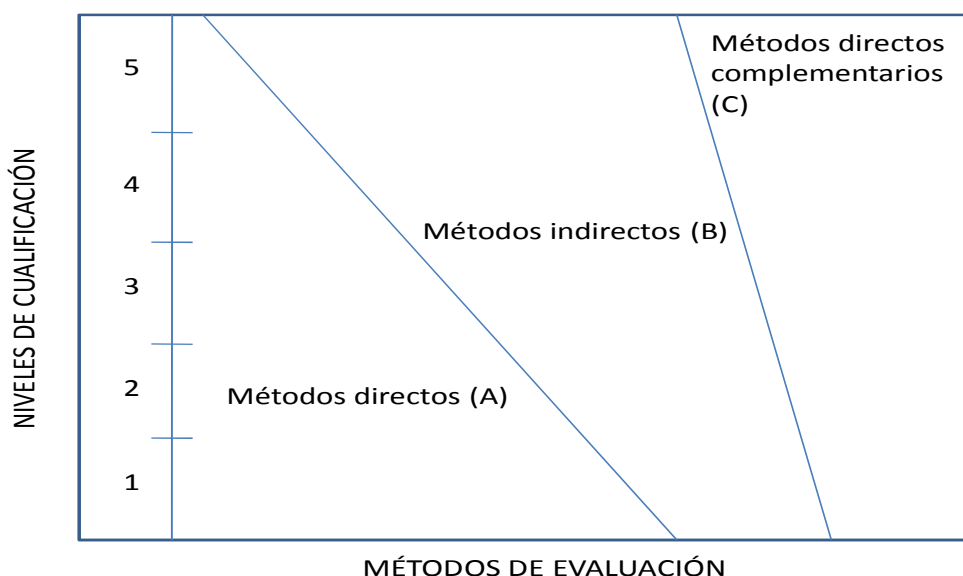 NIVELES DE CUALIFICACIÓN
5
4
3
2
1
Métodos directos
complementarios
(C)
Métodos indirectos (B)
Métodos directos (A)
MÉTODOS DE EVALUACIÓN